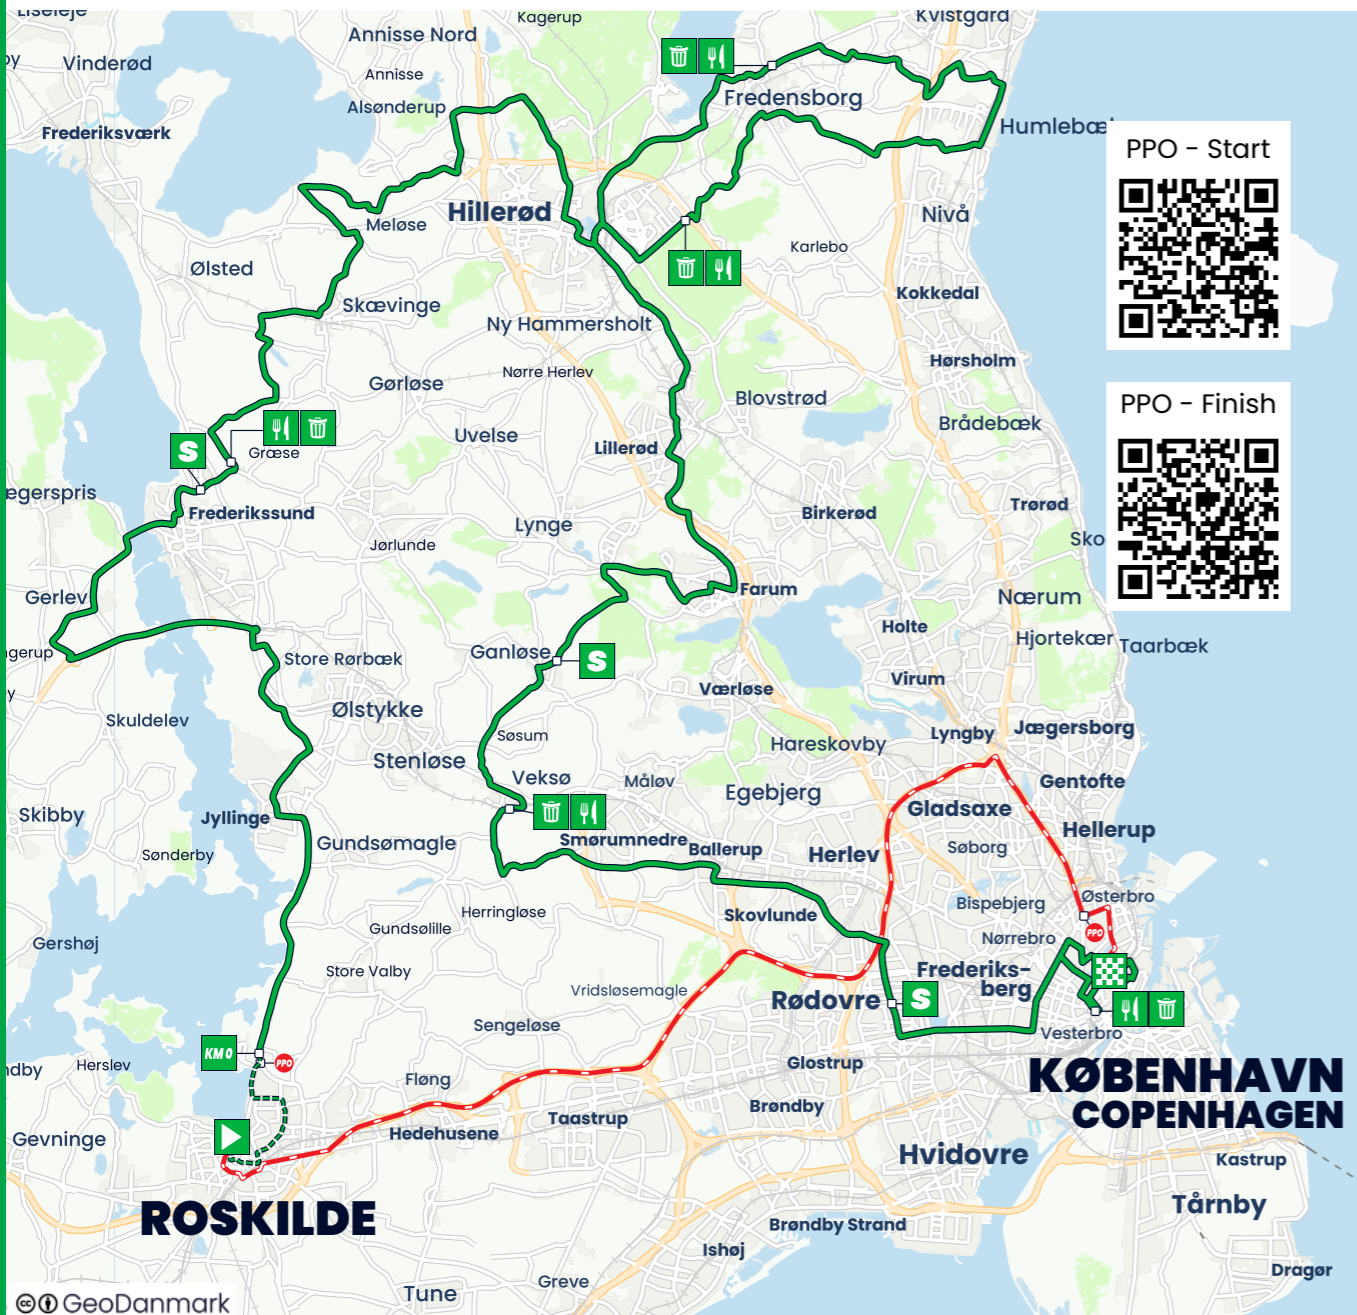 Liseleje
Kagerup
Kvistgård
Annisse Nord
Vinderød
Annisse
Alsønderup
Fredensborg
Frederiksværk
Humlebæk
PPO - Start
Hillerød
Meløse
Nivå
Karlebo
Ølsted
Skævinge
Kokkedal
Ny Hammersholt
Hørsholm
Nørre Herlev
Gørløse
Blovstrød
PPO - Finish
Brådebæk
Uvelse
Lillerød
S
Græse
ægerspris
Trørød
Frederikssund
Birkerød
Lynge
Sko
Jørlunde
Farum
Gerlev
Nærum
Holte
Hjortekær
Taarbæk
gerup
Store Rørbæk
Ganløse
S
Virum
Værløse
y
Ølstykke
Skuldelev
Søsum
Lyngby
Jægersborg
Hareskovby
Stenløse
Veksø
Måløv
Gentofte
Egebjerg
Skibby
Jyllinge
Gladsaxe
Hellerup
Gundsømagle
Smørumnedre
Ballerup
Herlev
Søborg
Sønderby
Østerbro
Bispebjerg
Herringløse
Skovlunde
Gundsølille
PPO
Nørrebro
Gershøj
Store Valby
Frederiks-
berg
Vridsløsemagle
Rødovre
S
Sengeløse
Vesterbro
KM 0
PPO
Herslev
ndby
Glostrup
KØBENHAVN
COPENHAGEN
Fløng
Brøndby
Taastrup
Hedehusene
Gevninge
Hvidovre
Kastrup
ROSKILDE
Tårnby
Brøndby Strand
Ishøj
Dragør
Greve
Tune
GeoDanmark